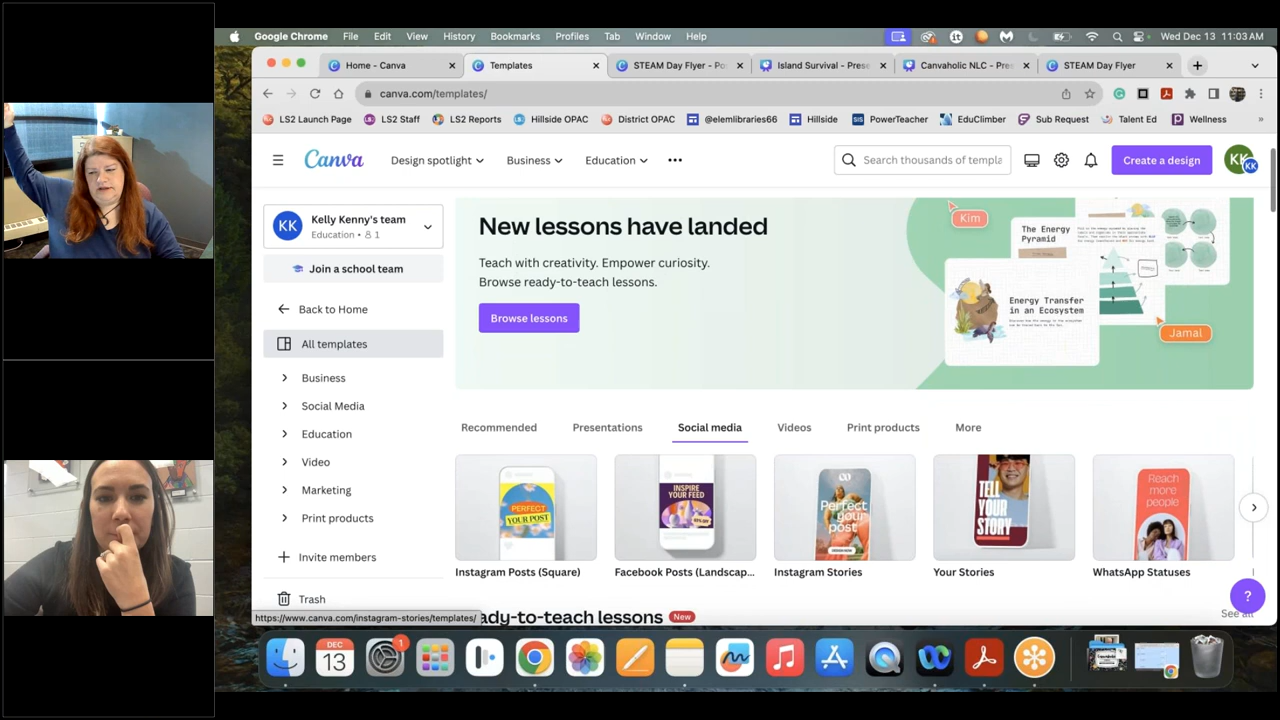 Google Chrome File Edit View History Bookmarks Profiles Tab Window Help Wed Dec 13 11:03 AM
Home - Canva Templates STEAM Day Flyer - Po Island Survival - Prese Canvaholic NLC - Pre STEAM Day Flyer
canva.com/templates/
LS2 Launch Page LS2 Staff LS2 Reports Hillside OPAC District OPAC @elemlibraries66 Hillside PowerTeacher EduClimber Sub Request Talent Ed Wellness »
Canva Design spotlight Business Education ••• Search thousands of templa Create a design KK
KK Kelly Kenny's team
Education • 1
Join a school team
Back to Home
All templates
Business
Social Media
Education
Video
Marketing
Print products
Invite members
Trash
New lessons have landed
Teach with creativity. Empower curiosity.
Browse ready-to-teach lessons.
Browse lessons
Kim
The Energy
Pyramid
Energy Transfer
in an Ecosystem
Jamal
Recommended Presentations Social media Videos Print products More
PERFECT
YOUR POST
INSPIRE
YOUR FEED
Perfect
your
post
TELL
YOUR
STORY
Reach
more
people
Instagram Posts (Square) Facebook Posts (Landscap... Instagram Stories Your Stories WhatsApp Statuses
See all
ady-to-teach lessons New
https://www.canva.com/instagram-stories/templates/
?
DEC
13
1